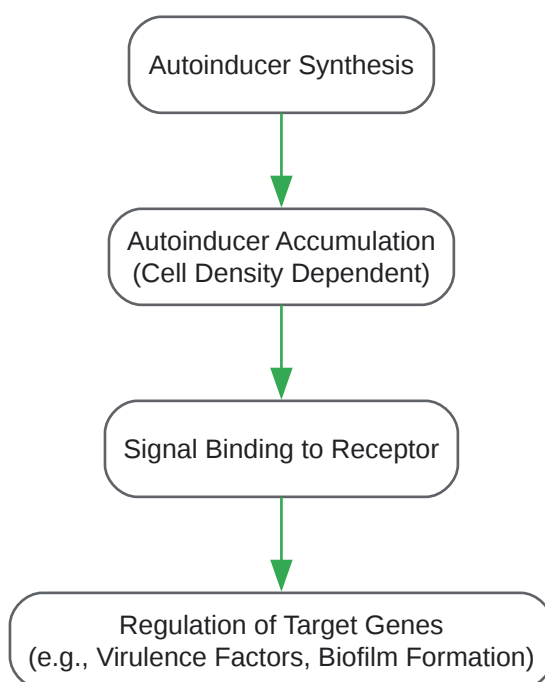 Autoinducer Synthesis
Autoinducer Accumulation
(Cell Density Dependent)
Signal Binding to Receptor
Regulation of Target Genes
(e.g., Virulence Factors, Biofilm Formation)